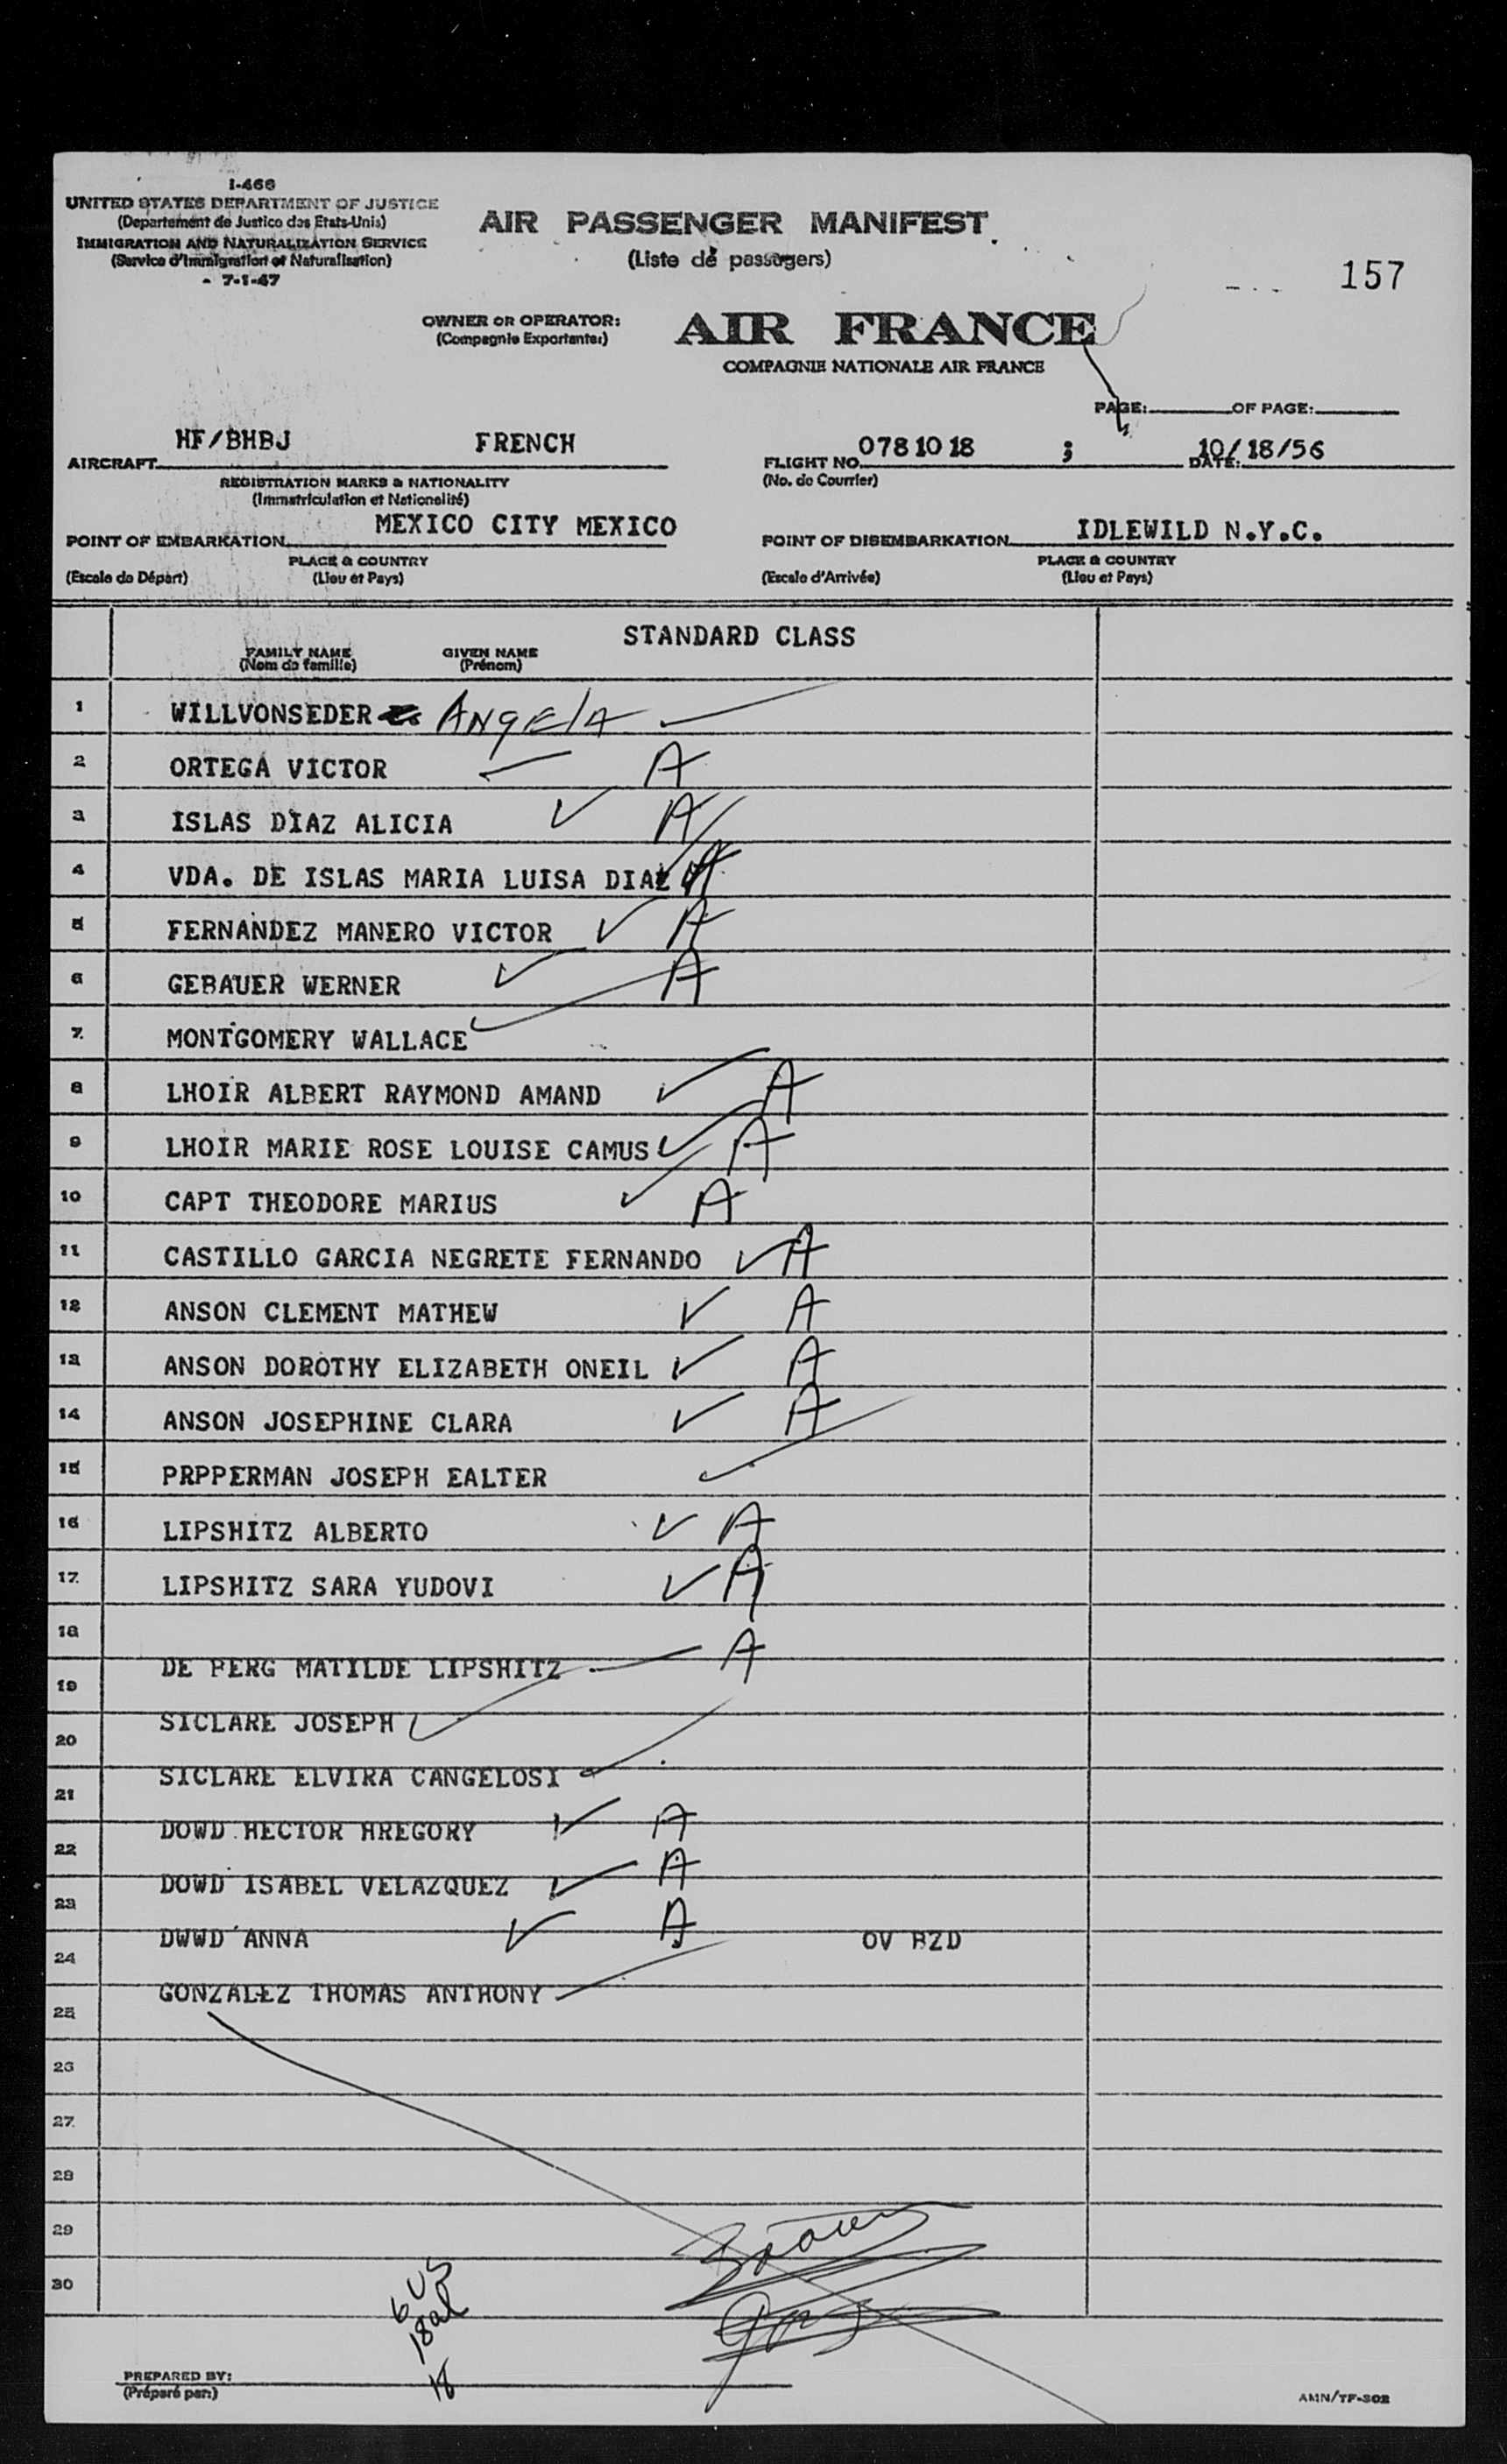 I-466
UNITED STATES DEPARTMENT OF JUSTICE
(Departement de Justice des Etats-Unis)
IMMIGRATION AND NATURALIZATION SERVICE
(Service d'Immigration et Naturalisation)
- 7-1-47
AIR PASSENGER MANIFEST
(Liste de passagers)
157
OWNER OR OPERATOR:
(Compagnie Exportante:)
AIR FRANCE
COMPAGNIE NATIONALE AIR FRANCE
PAGE: OF PAGE:
AIRCRAFT HF/BHBJ FRENCH
REGISTRATION MARKS & NATIONALITY
(Immatriculation et Nationalité)
FLIGHT NO. 078 10 18 ; DATE: 10/18/56
(No. de Courrier)
POINT OF EMBARKATION MEXICO CITY MEXICO
PLACE & COUNTRY
(Escale de Départ) (Lieu et Pays)
POINT OF DISEMBARKATION IDLEWILD N.Y.C.
PLACE & COUNTRY
(Escale d'Arrivée) (Lieu et Pays)
STANDARD CLASS
FAMILY NAME GIVEN NAME
(Nom de famille) (Prénom)
1 WILLVONSEDER ANGELA
2 ORTEGA VICTOR A
3 ISLAS DIAZ ALICIA A
4 VDA. DE ISLAS MARIA LUISA DIAZ A
5 FERNANDEZ MANERO VICTOR A
6 GEBAUER WERNER A
7 MONTGOMERY WALLACE
8 LHOIR ALBERT RAYMOND AMAND A
9 LHOIR MARIE ROSE LOUISE CAMUS A
10 CAPT THEODORE MARIUS A
11 CASTILLO GARCIA NEGRETE FERNANDO A
12 ANSON CLEMENT MATHEW A
13 ANSON DOROTHY ELIZABETH ONEIL A
14 ANSON JOSEPHINE CLARA A
15 PRPPERMAN JOSEPH EALTER
16 LIPSHITZ ALBERTO A
17 LIPSHITZ SARA YUDOVI A
18
DE BERG MATILDE LIPSHITZ A
19
SICLARE JOSEPH
20
SICLARE ELVIRA CANGELOSI
21
DOWD HECTOR HREGORY A
22
DOWD ISABEL VELAZQUEZ A
23
DWWD ANNA A OV BZD
24
GONZALEZ THOMAS ANTHONY
25
26
27
28
29
30
6 US
18 al
18
PREPARED BY:
(Préparé par:)
AMN/TF-302